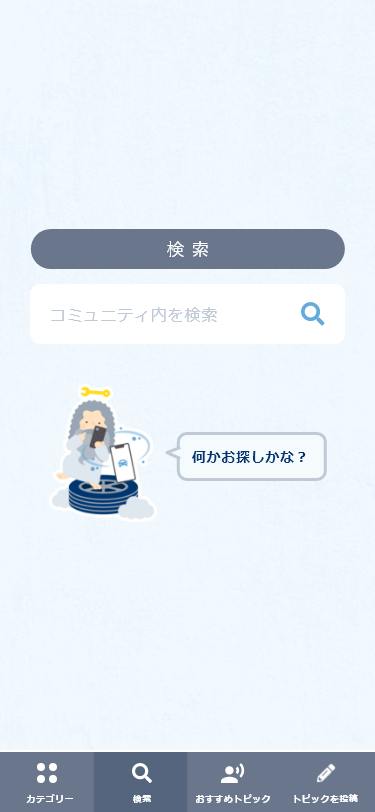 検索
コミュニティ内を検索
何かお探しかな？
カテゴリー
検索
おすすめトピック
トピックを投稿